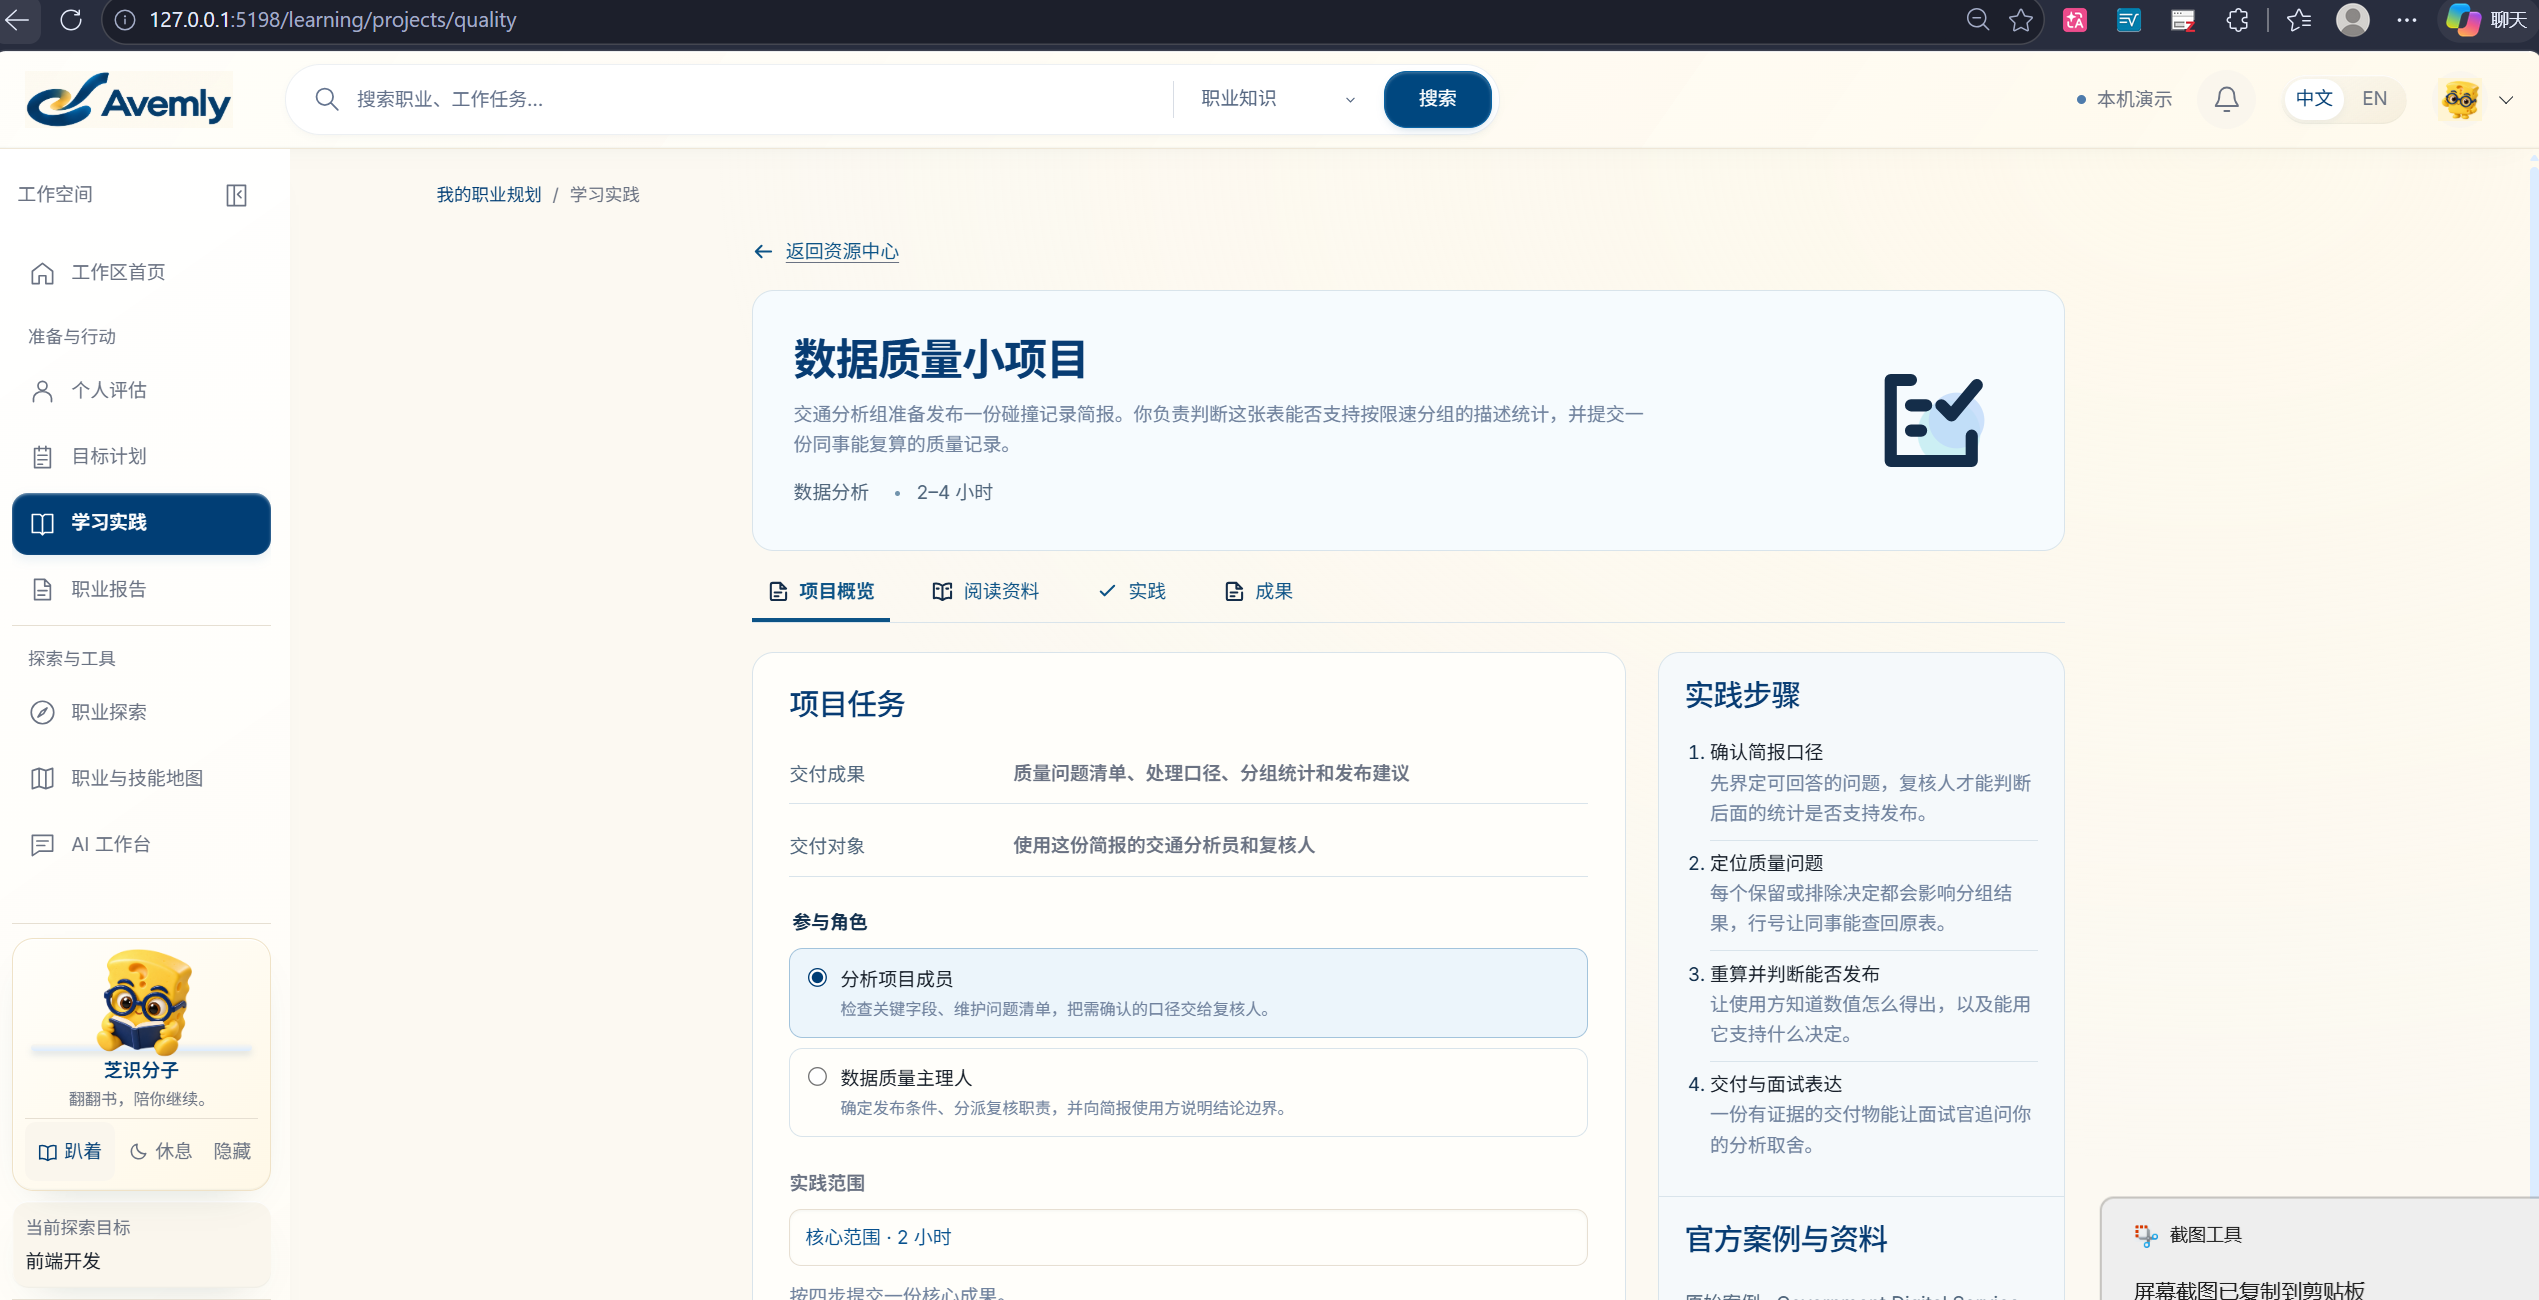 127.0.0.1:5198/learning/projects/quality
聊天
Avemly
搜索职业、工作任务...
职业知识
搜索
本机演示
中文
EN
工作空间
工作区首页
准备与行动
个人评估
目标计划
学习实践
职业报告
探索与工具
职业探索
职业与技能地图
AI 工作台
芝识分子
翻翻书，陪你继续。
趴着
休息
隐藏
当前探索目标
前端开发
我的职业规划 / 学习实践
返回资源中心
数据质量小项目
交通分析组准备发布一份碰撞记录简报。你负责判断这张表能否支持按限速分组的描述统计，并提交一
份同事能复算的质量记录。
数据分析 • 2–4 小时
项目概览
阅读资料
实践
成果
项目任务
交付成果
质量问题清单、处理口径、分组统计和发布建议
交付对象
使用这份简报的交通分析员和复核人
参与角色
分析项目成员
检查关键字段、维护问题清单，把需确认的口径交给复核人。
数据质量主理人
确定发布条件、分派复核职责，并向简报使用方说明结论边界。
实践范围
核心范围 · 2 小时
按四步提交一份核心成果。
实践步骤
1. 确认简报口径
先界定可回答的问题，复核人才能判断
后面的统计是否支持发布。
2. 定位质量问题
每个保留或排除决定都会影响分组结
果，行号让同事能查回原表。
3. 重算并判断能否发布
让使用方知道数值怎么得出，以及能用
它支持什么决定。
4. 交付与面试表达
一份有证据的交付物能让面试官追问你
的分析取舍。
官方案例与资料
原始案例 · Government Digital Service
截图工具
屏幕截图已复制到剪贴板